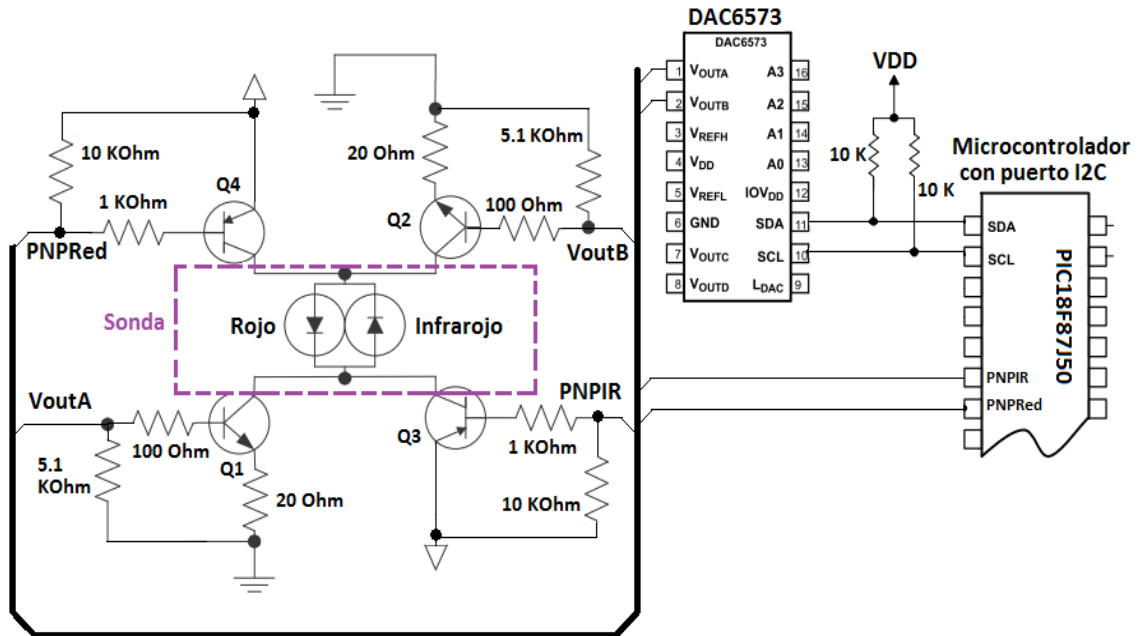 DAC6573
DAC6573
1 VOUTA A3 16
2 VOUTB A2 15
3 VREFH A1 14
4 VDD A0 13
5 VREFL IOVDD 12
6 GND SDA 11
7 VOUTC SCL 10
8 VOUTD LDAC 9
VDD
10 K
10 K
Microcontrolador
con puerto I2C
SDA
SCL
PNPIR
PNPRed
PIC18F87J50
10 KOhm
1 KOhm
Q4
PNPRed
20 Ohm
5.1 KOhm
Q2
100 Ohm
VoutB
Sonda
Rojo
Infrarojo
VoutA
100 Ohm
Q1
5.1
KOhm
20 Ohm
PNPIR
Q3
1 KOhm
10 KOhm